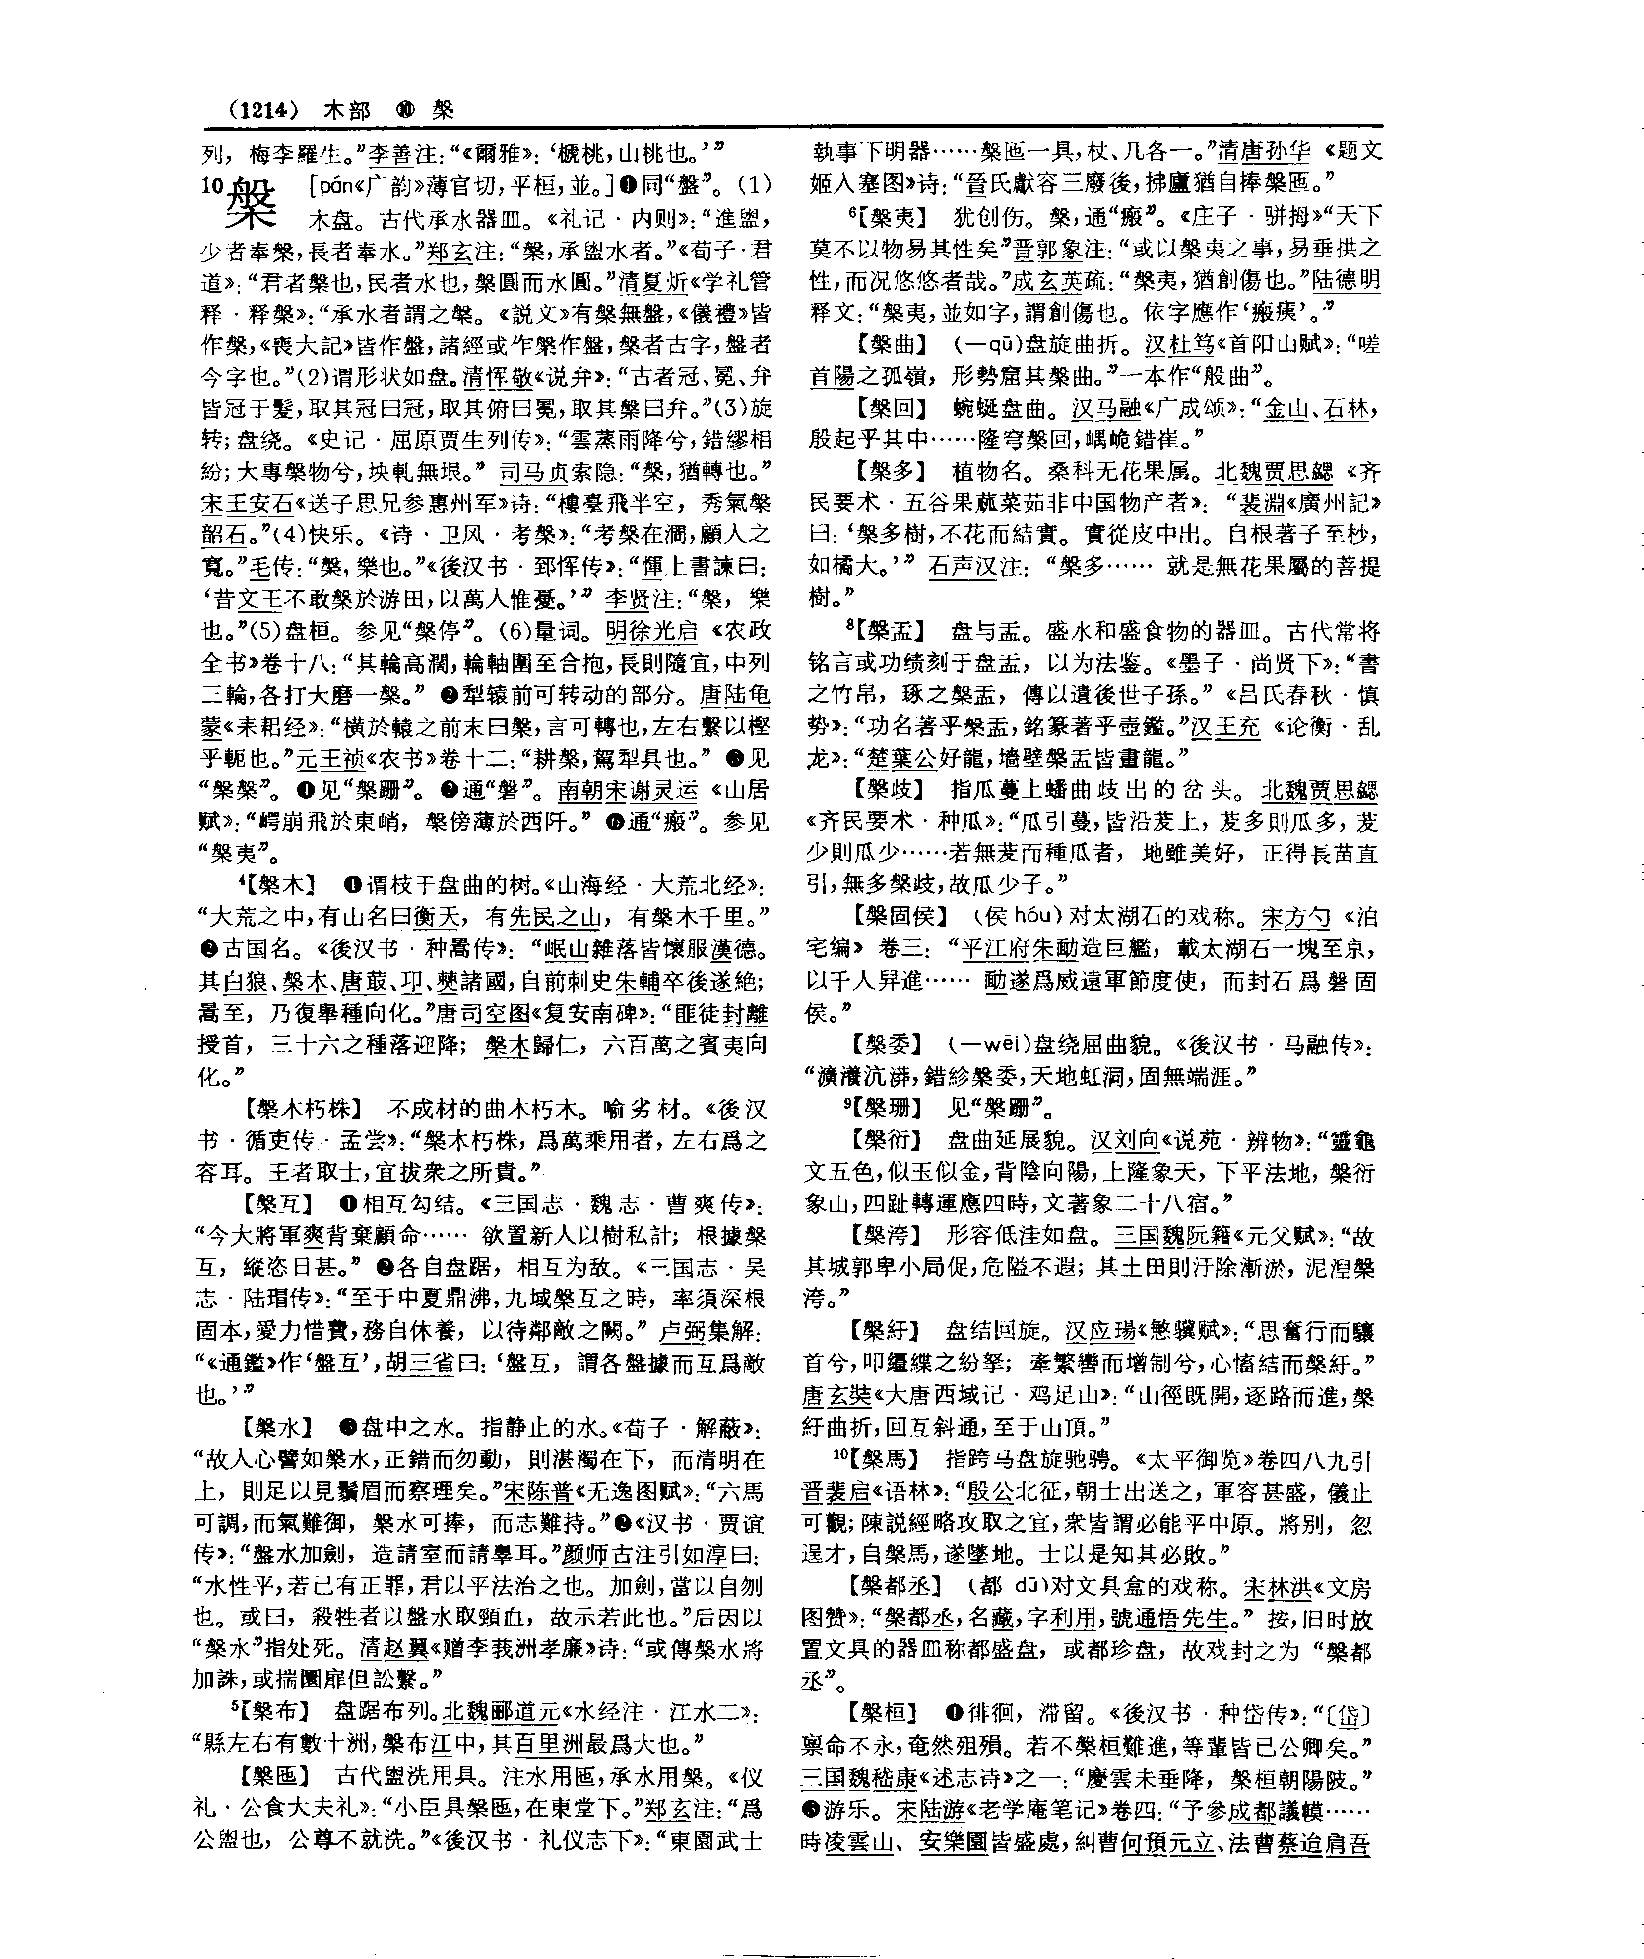 （1214） 木部 ⑩ 槃
列，梅李羅生。”李善注：“《爾雅》：‘榹桃，山桃也。’”
10槃 ［pán《广韵》薄官切，平桓，並。］❶同“盤”。（1）
木盘。古代承水器皿。《礼记·内则》：“進盥，
少者奉槃，長者奉水。”郑玄注：“槃，承盥水者。”《荀子·君
道》：“君者槃也，民者水也，槃圓而水圓。”清夏炘《学礼管
释·释槃》：“承水者謂之槃。《説文》有槃無盤，《儀禮》皆
作槃，《喪大記》皆作盤，諸經或作槃作盤，槃者古字，盤者
今字也。”（2）谓形状如盘。清恽敬《说弁》：“古者冠、冕、弁
皆冠于髮，取其冠曰冠，取其俯曰冕，取其槃曰弁。”（3）旋
转；盘绕。《史记·屈原贾生列传》：“雲蒸雨降兮，錯繆相
紛；大專槃物兮，坱軋無垠。”司马贞索隐：“槃，猶轉也。”
宋王安石《送子思兄参惠州军》诗：“樓臺飛半空，秀氣槃
韶石。”（4）快乐。《诗·卫风·考槃》：“考槃在澗，碩人之
寬。”毛传：“槃，樂也。”《後汉书·郅恽传》：“惲上書諫曰：
‘昔文王不敢槃於游田，以萬人惟憂。’”李贤注：“槃，樂
也。”（5）盘桓。参见“槃停”。（6）量词。明徐光启《农政
全书》卷十八：“其輪高闊，輪軸圍至合抱，長則隨宜，中列
三輪，各打大磨一槃。”❷犁辕前可转动的部分。唐陆龟
蒙《耒耜经》：“横於轅之前末曰槃，言可轉也，左右繫以樫
乎軛也。”元王祯《农书》卷十二：“耕槃，駕犁具也。”❸见
“槃槃”。❹见“槃跚”。❺通“磐”。南朝宋谢灵运《山居
赋》：“崿崩飛於東峭，槃傍薄於西阡。”❻通“瘢”。参见
“槃夷”。
4【槃木】 ❶谓枝干盘曲的树。《山海经·大荒北经》：
“大荒之中，有山名曰衡天，有先民之山，有槃木千里。”
❷古国名。《後汉书·种暠传》：“岷山雜落皆懷服漢德。
其白狼、槃木、唐菆、邛、僰諸國，自前刺史朱輔卒後遂絶；
暠至，乃復舉種向化。”唐司空图《复安南碑》：“匪徒封離
授首，三十六之種落迎降；槃木歸仁，六百萬之賓夷向
化。”
【槃木朽株】 不成材的曲木朽木。喻劣材。《後汉
书·循吏传·孟尝》：“槃木朽株，爲萬乘用者，左右爲之
容耳。王者取士，宜拔衆之所貴。”
【槃互】 ❶相互勾结。《三国志·魏志·曹爽传》：
“今大將軍爽背棄顧命……欲置新人以樹私計；根據槃
互，縱恣日甚。”❷各自盘踞，相互为敌。《三国志·吴
志·陆瑁传》：“至于中夏鼎沸，九域槃互之時，率須深根
固本，愛力惜費，務自休養，以待鄰敵之闕。”卢弼集解：
“《通鑑》作‘盤互’，胡三省曰：‘盤互，謂各盤據而互爲敵
也。’”
【槃水】 ❶盘中之水。指静止的水。《荀子·解蔽》：
“故人心譬如槃水，正錯而勿動，則湛濁在下，而清明在
上，則足以見鬚眉而察理矣。”宋陈普《无逸图赋》：“六馬
可調，而氣難御，槃水可捧，而志難持。”❷《汉书·贾谊
传》：“盤水加劍，造請室而請辠耳。”颜师古注引如淳曰：
“水性平，若己有正罪，君以平法治之也。加劍，當以自刎
也。或曰，殺牲者以盤水取頸血，故示若此也。”后因以
“槃水”指处死。清赵翼《赠李莪洲孝廉》诗：“或傳槃水將
加誅，或揣圜扉但訟繫。”
5【槃布】 盘踞布列。北魏郦道元《水经注·江水二》：
“縣左右有數十洲，槃布江中，其百里洲最爲大也。”
【槃匜】 古代盥洗用具。注水用匜，承水用槃。《仪
礼·公食大夫礼》：“小臣具槃匜，在東堂下。”郑玄注：“爲
公盥也，公尊不就洗。”《後汉书·礼仪志下》：“東園武士
執事下明器……槃匜一具，杖、几各一。”清唐孙华《题文
姬入塞图》诗：“晉氏獻容三廢後，拂廬猶自捧槃匜。”
6【槃夷】 犹创伤。槃，通“瘢”。《庄子·骈拇》“天下
莫不以物易其性矣”晋郭象注：“或以槃夷之事，易垂拱之
性，而况悠悠者哉。”成玄英疏：“槃夷，猶創傷也。”陆德明
释文：“槃夷，並如字，謂創傷也。依字應作‘瘢痍’。”
【槃曲】 （—qū）盘旋曲折。汉杜笃《首阳山赋》：“嗟
首陽之孤嶺，形勢窟其槃曲。”一本作“般曲”。
【槃回】 蜿蜒盘曲。汉马融《广成颂》：“金山、石林，
殷起乎其中……隆穹槃回，嵎峗錯崔。”
【槃多】 植物名。桑科无花果属。北魏贾思勰《齐
民要术·五谷果蓏菜茹非中国物产者》：“裴淵《廣州記》
曰：‘槃多樹，不花而結實。實從皮中出。自根著子至杪，
如橘大。’”石声汉注：“槃多……就是無花果屬的菩提
樹。”
8【槃盂】 盘与盂。盛水和盛食物的器皿。古代常将
铭言或功绩刻于盘盂，以为法鉴。《墨子·尚贤下》：“書
之竹帛，琢之槃盂，傳以遺後世子孫。”《吕氏春秋·慎
势》：“功名著乎槃盂，銘篆著乎壺鑑。”汉王充《论衡·乱
龙》：“楚葉公好龍，墻壁槃盂皆畫龍。”
【槃歧】 指瓜蔓上蟠曲歧出的岔头。北魏贾思勰
《齐民要术·种瓜》：“瓜引蔓，皆沿茇上，茇多則瓜多，茇
少則瓜少……若無茇而種瓜者，地雖美好，正得長苗直
引，無多槃歧，故瓜少子。”
【槃固侯】 （侯 hóu）对太湖石的戏称。宋方勺《泊
宅编》卷三：“平江府朱勔造巨艦，載太湖石一塊至京，
以千人舁進……勔遂爲威遠軍節度使，而封石爲磐固
侯。”
【槃委】 （—wěi）盘绕屈曲貌。《後汉书·马融传》：
“瀇瀁沆漭，錯紾槃委，天地虹洞，固無端涯。”
9【槃珊】 见“槃跚”。
【槃衍】 盘曲延展貌。汉刘向《说苑·辨物》：“靈龜
文五色，似玉似金，背陰向陽，上隆象天，下平法地，槃衍
象山，四趾轉運應四時，文著象二十八宿。”
【槃洿】 形容低洼如盘。三国魏阮籍《元父赋》：“故
其城郭卑小局促，危隘不遐；其土田則汙除漸淤，泥湼槃
洿。”
【槃紆】 盘结回旋。汉应玚《慜骥赋》：“思奮行而驤
首兮，叩繮緤之紛拏；牽繁轡而增制兮，心慉結而槃紆。”
唐玄奘《大唐西域记·鸡足山》：“山徑既開，逐路而進，槃
紆曲折，回互斜通，至于山頂。”
10【槃馬】 指跨马盘旋驰骋。《太平御览》卷四八九引
晋裴启《语林》：“殷公北征，朝士出送之，軍容甚盛，儀止
可觀；陳説經略攻取之宜，衆皆謂必能平中原。將别，忽
逞才，自槃馬，遂墜地。士以是知其必敗。”
【槃都丞】 （都 dū）对文具盒的戏称。宋林洪《文房
图赞》：“槃都丞，名藏，字利用，號通悟先生。”按，旧时放
置文具的器皿称都盛盘，或都珍盘，故戏封之为“槃都
丞”。
【槃桓】 ❶徘徊，滞留。《後汉书·种岱传》：“〔岱〕
禀命不永，奄然殂殞。若不槃桓難進，等輩皆已公卿矣。”
三国魏嵇康《述志诗》之一：“慶雲未垂降，槃桓朝陽陂。”
❷游乐。宋陆游《老学庵笔记》卷四：“予參成都議幙……
時凌雲山、安樂園皆盛處，糾曹何預元立、法曹蔡迨肩吾